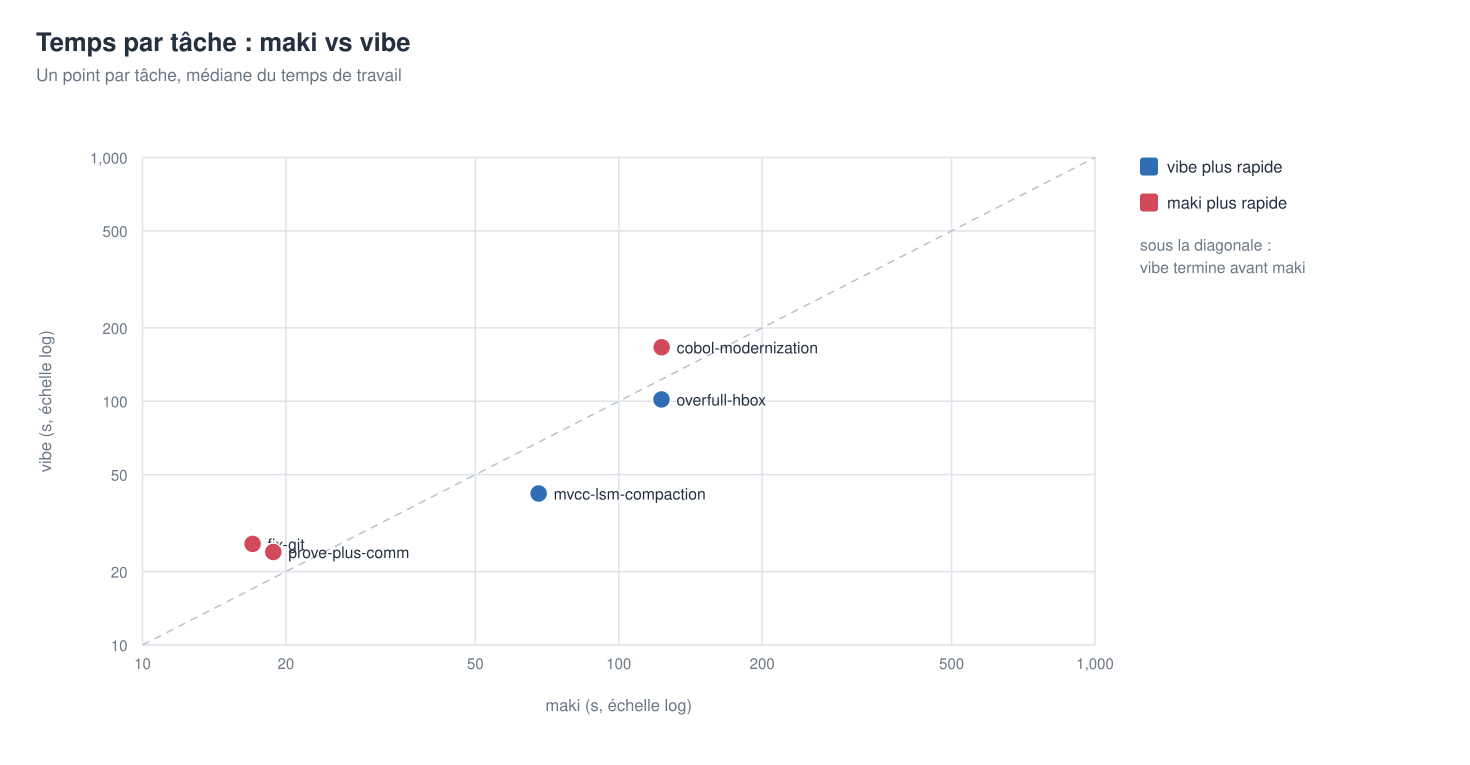 Temps par tâche : maki vs vibe
Un point par tâche, médiane du temps de travail
1,000
500
200
100
50
20
10
vibe (s, échelle log)
cobol-modernization
overfull-hbox
mvcc-lsm-compaction
fix-git
prove-plus-comm
10
20
50
100
200
500
1,000
maki (s, échelle log)
vibe plus rapide
maki plus rapide
sous la diagonale :
vibe termine avant maki